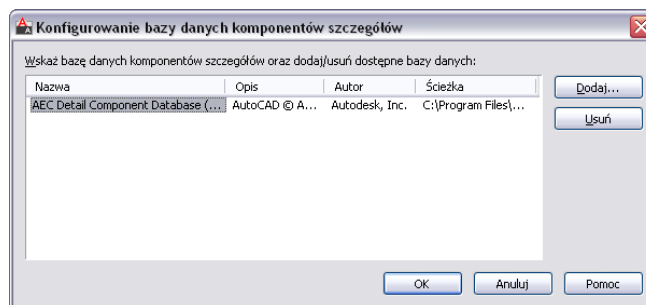 Konfigurowanie bazy danych komponentów szczegółów
Wskaż bazę danych komponentów szczegółów oraz dodaj/usuń dostępne bazy danych:
Nazwa Opis Autor Ścieżka
AEC Detail Component Database (... AutoCAD © A... Autodesk, Inc. C:\Program Files\...
Dodaj...
Usuń
OK Anuluj Pomoc